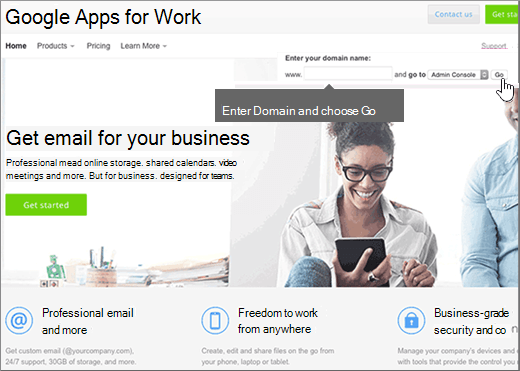 Google Apps for Work
Contact us
Get sta
Home Products Pricing Learn More
Support
Enter your domain name:
www. and go to Admin Console Go
Enter Domain and choose Go
Get email for your business
Professional mead online storage. shared calendars. video
meetings and more. But for business. designed for teams.
Get started
Professional email
and more
Freedom to work
from anywhere
Business-grade
security and co n
Get custom email (@yourcompany.com),
24/7 support, 30GB of storage, and more.
Create, edit and share files on the go from
your phone, laptop or tablet.
Manage your company's devices and
with tools that provide the control you